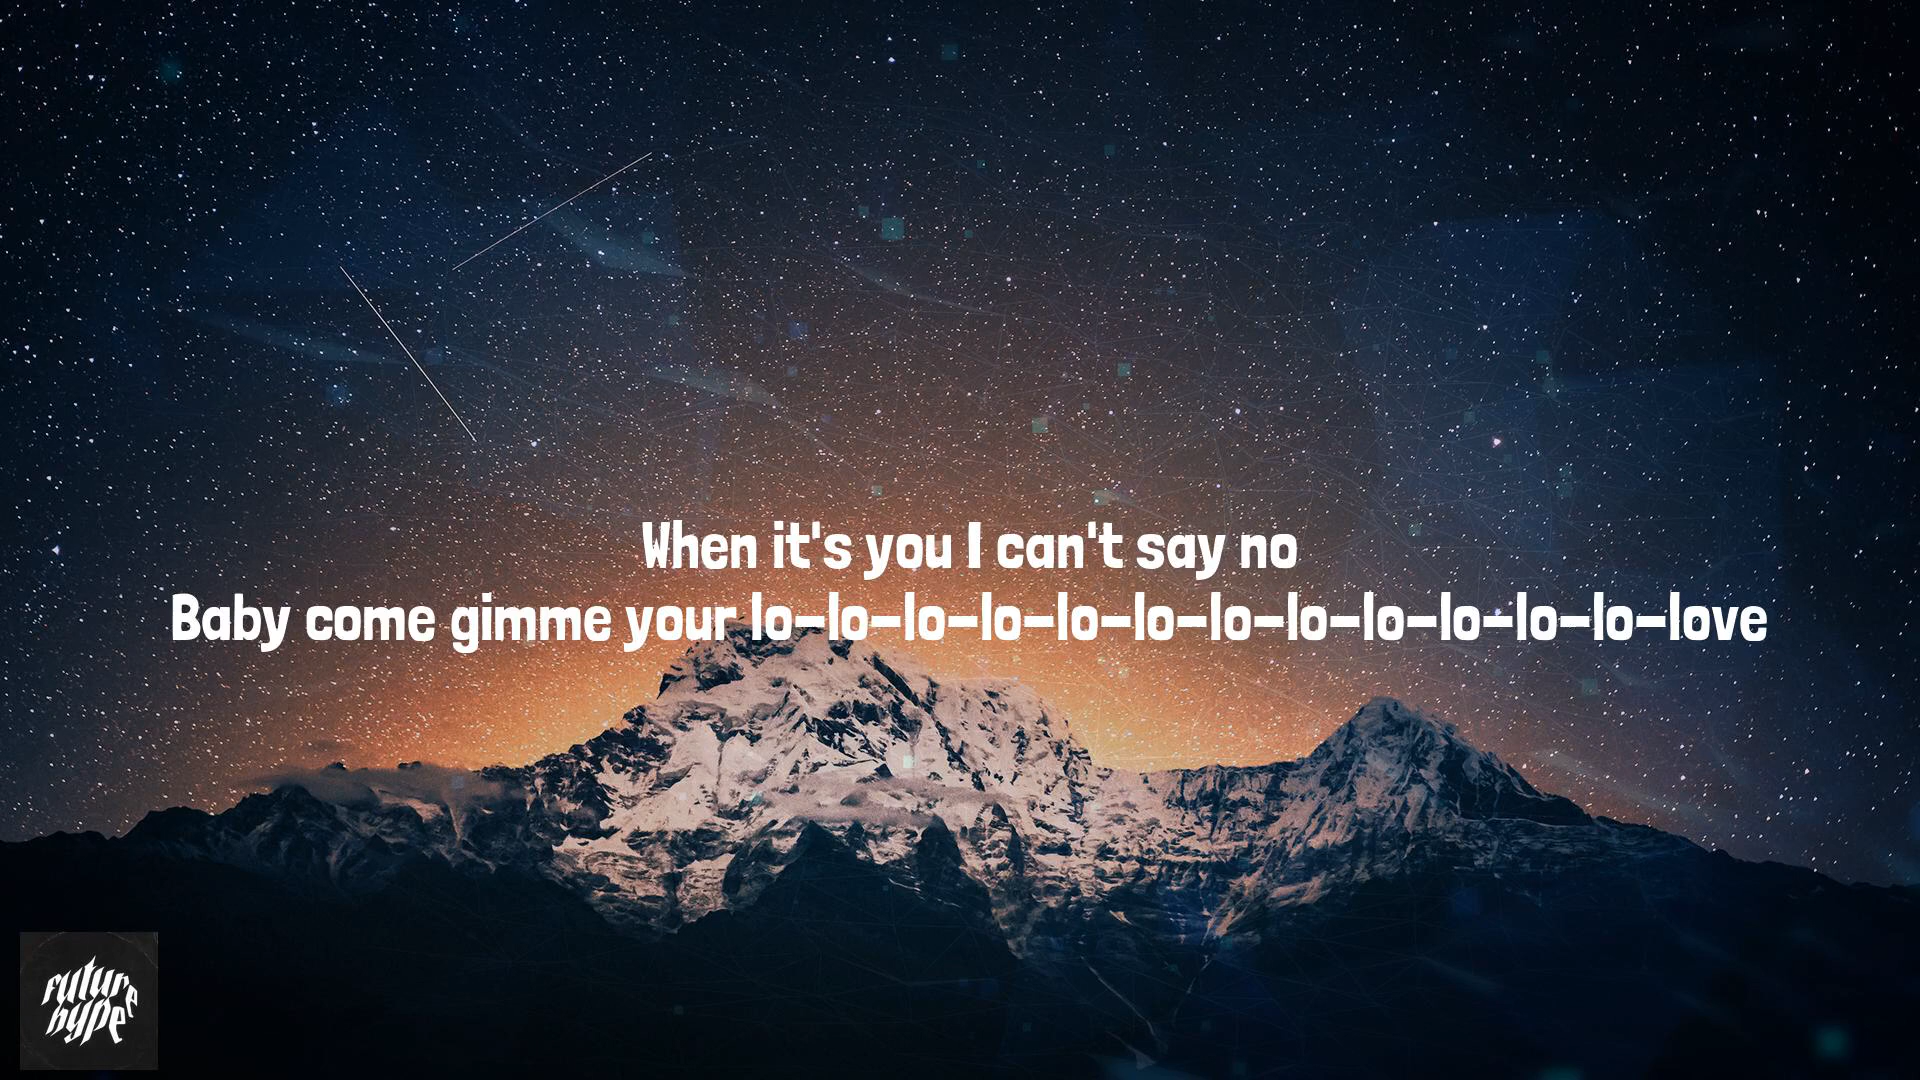 When it's you I can't say no
Baby come gimme your lo-lo-lo-lo-lo-lo-lo-lo-lo-lo-lo-lo-love
future
hype